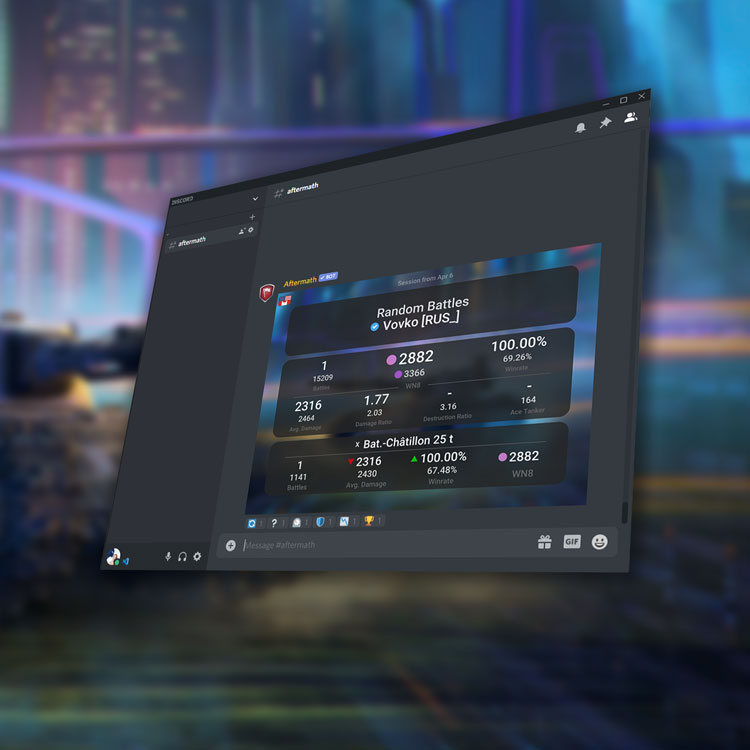 DISCORD
aftermath
aftermath
Aftermath BOT
Session from Apr 6
Random Battles
Vovko [RUS_]
1
15209
Battles
2882
3366
WN8
100.00%
69.26%
Winrate
2316
2464
Avg. Damage
1.77
2.03
Damage Ratio
-
3.16
Destruction Ratio
-
164
Ace Tanker
X Bat.-Châtillon 25 t
1
1141
Battles
2316
2430
Avg. Damage
100.00%
67.48%
Winrate
2882
WN8
? 1 1 1 1 1
Message #aftermath
GIF